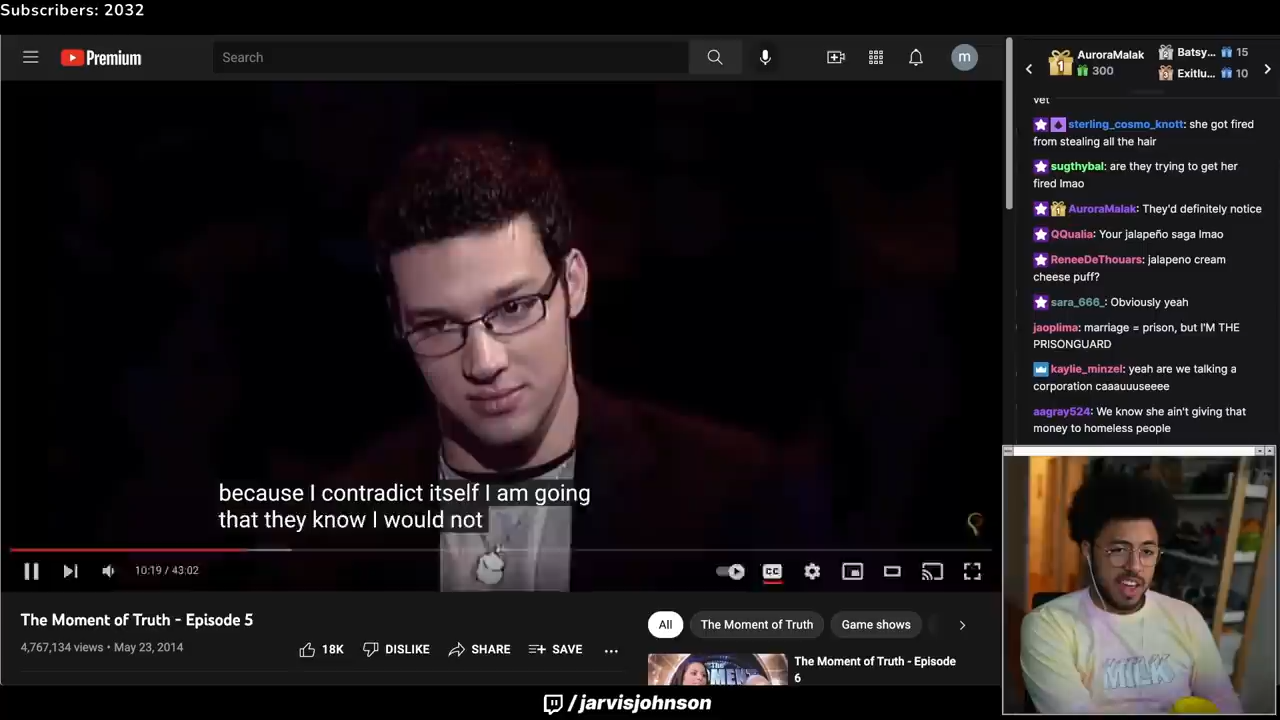 Subscribers: 2032
Premium
Search
m
because I contradict itself I am going
that they know I would not
10:19 / 43:02
CC
The Moment of Truth - Episode 5
4,767,134 views • May 23, 2014
18K
DISLIKE
SHARE
SAVE
All
The Moment of Truth
Game shows
The Moment of Truth - Episode
6
1
AuroraMalak
300
Batsy... 15
Exitlu... 10
vet
sterling_cosmo_knott: she got fired
from stealing all the hair
sugthybal: are they trying to get her
fired lmao
AuroraMalak: They'd definitely notice
QQualia: Your jalapeño saga lmao
ReneeDeThouars: jalapeno cream
cheese puff?
sara_666_: Obviously yeah
jaoplima: marriage = prison, but I'M THE
PRISONGUARD
kaylie_minzel: yeah are we talking a
corporation caaauuuseeee
aagray524: We know she ain't giving that
money to homeless people
MILK
/jarvisjohnson